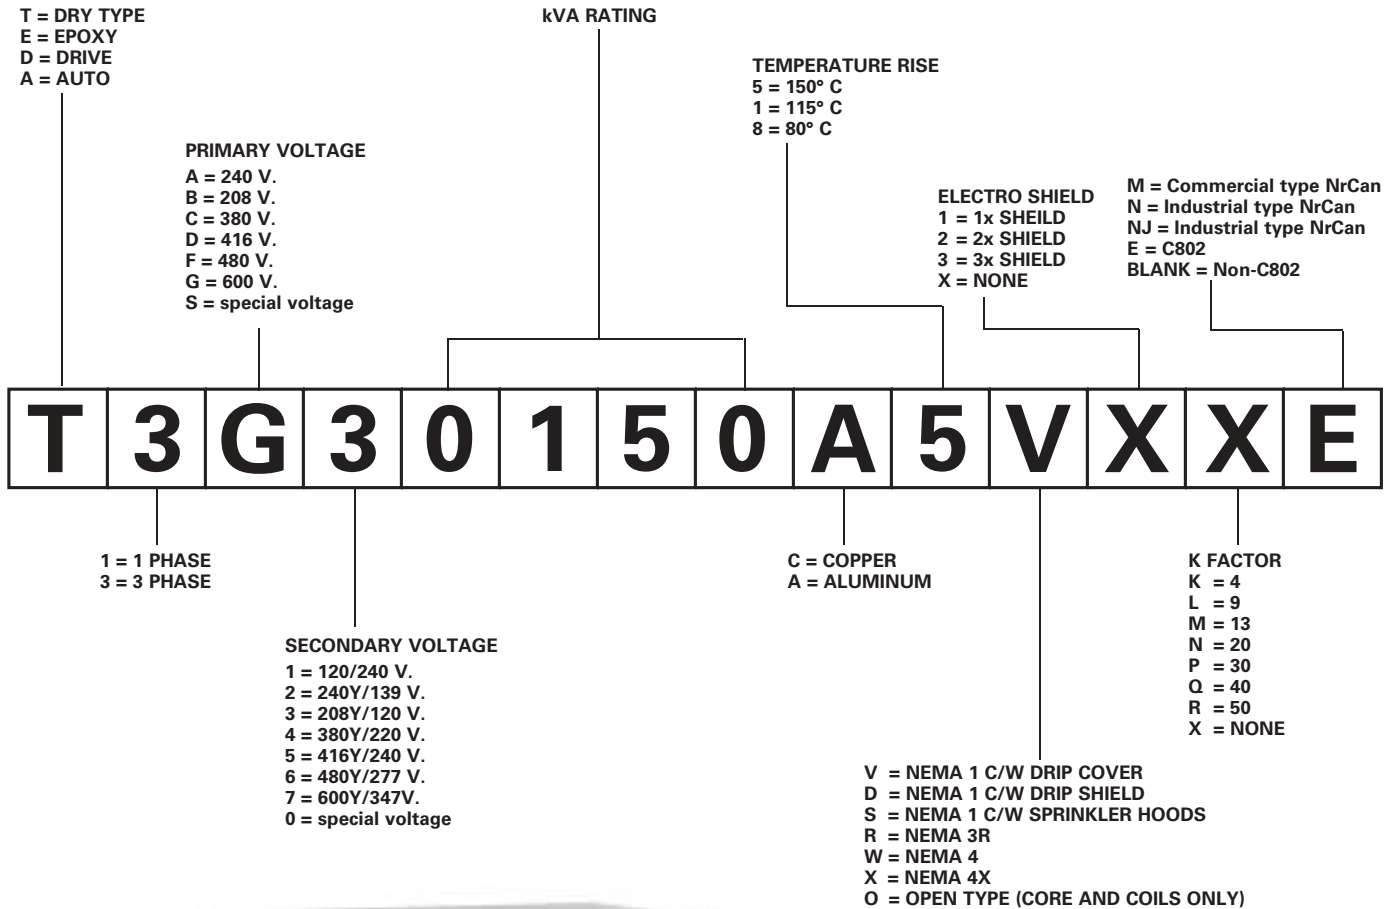 T = DRY TYPE
E = EPOXY
D = DRIVE
A = AUTO
kVA RATING
TEMPERATURE RISE
5 = 150° C
1 = 115° C
8 = 80° C
PRIMARY VOLTAGE
A = 240 V.
B = 208 V.
C = 380 V.
D = 416 V.
F = 480 V.
G = 600 V.
S = special voltage
ELECTRO SHIELD
1 = 1x SHEILD
2 = 2x SHIELD
3 = 3x SHIELD
X = NONE
M = Commercial type NrCan
N = Industrial type NrCan
NJ = Industrial type NrCan
E = C802
BLANK = Non-C802
T 3 G 3 0 1 5 0 A 5 V X X E
1 = 1 PHASE
3 = 3 PHASE
SECONDARY VOLTAGE
1 = 120/240 V.
2 = 240Y/139 V.
3 = 208Y/120 V.
4 = 380Y/220 V.
5 = 416Y/240 V.
6 = 480Y/277 V.
7 = 600Y/347V.
0 = special voltage
C = COPPER
A = ALUMINUM
V = NEMA 1 C/W DRIP COVER
D = NEMA 1 C/W DRIP SHIELD
S = NEMA 1 C/W SPRINKLER HOODS
R = NEMA 3R
W = NEMA 4
X = NEMA 4X
O = OPEN TYPE (CORE AND COILS ONLY)
K FACTOR
K = 4
L = 9
M = 13
N = 20
P = 30
Q = 40
R = 50
X = NONE